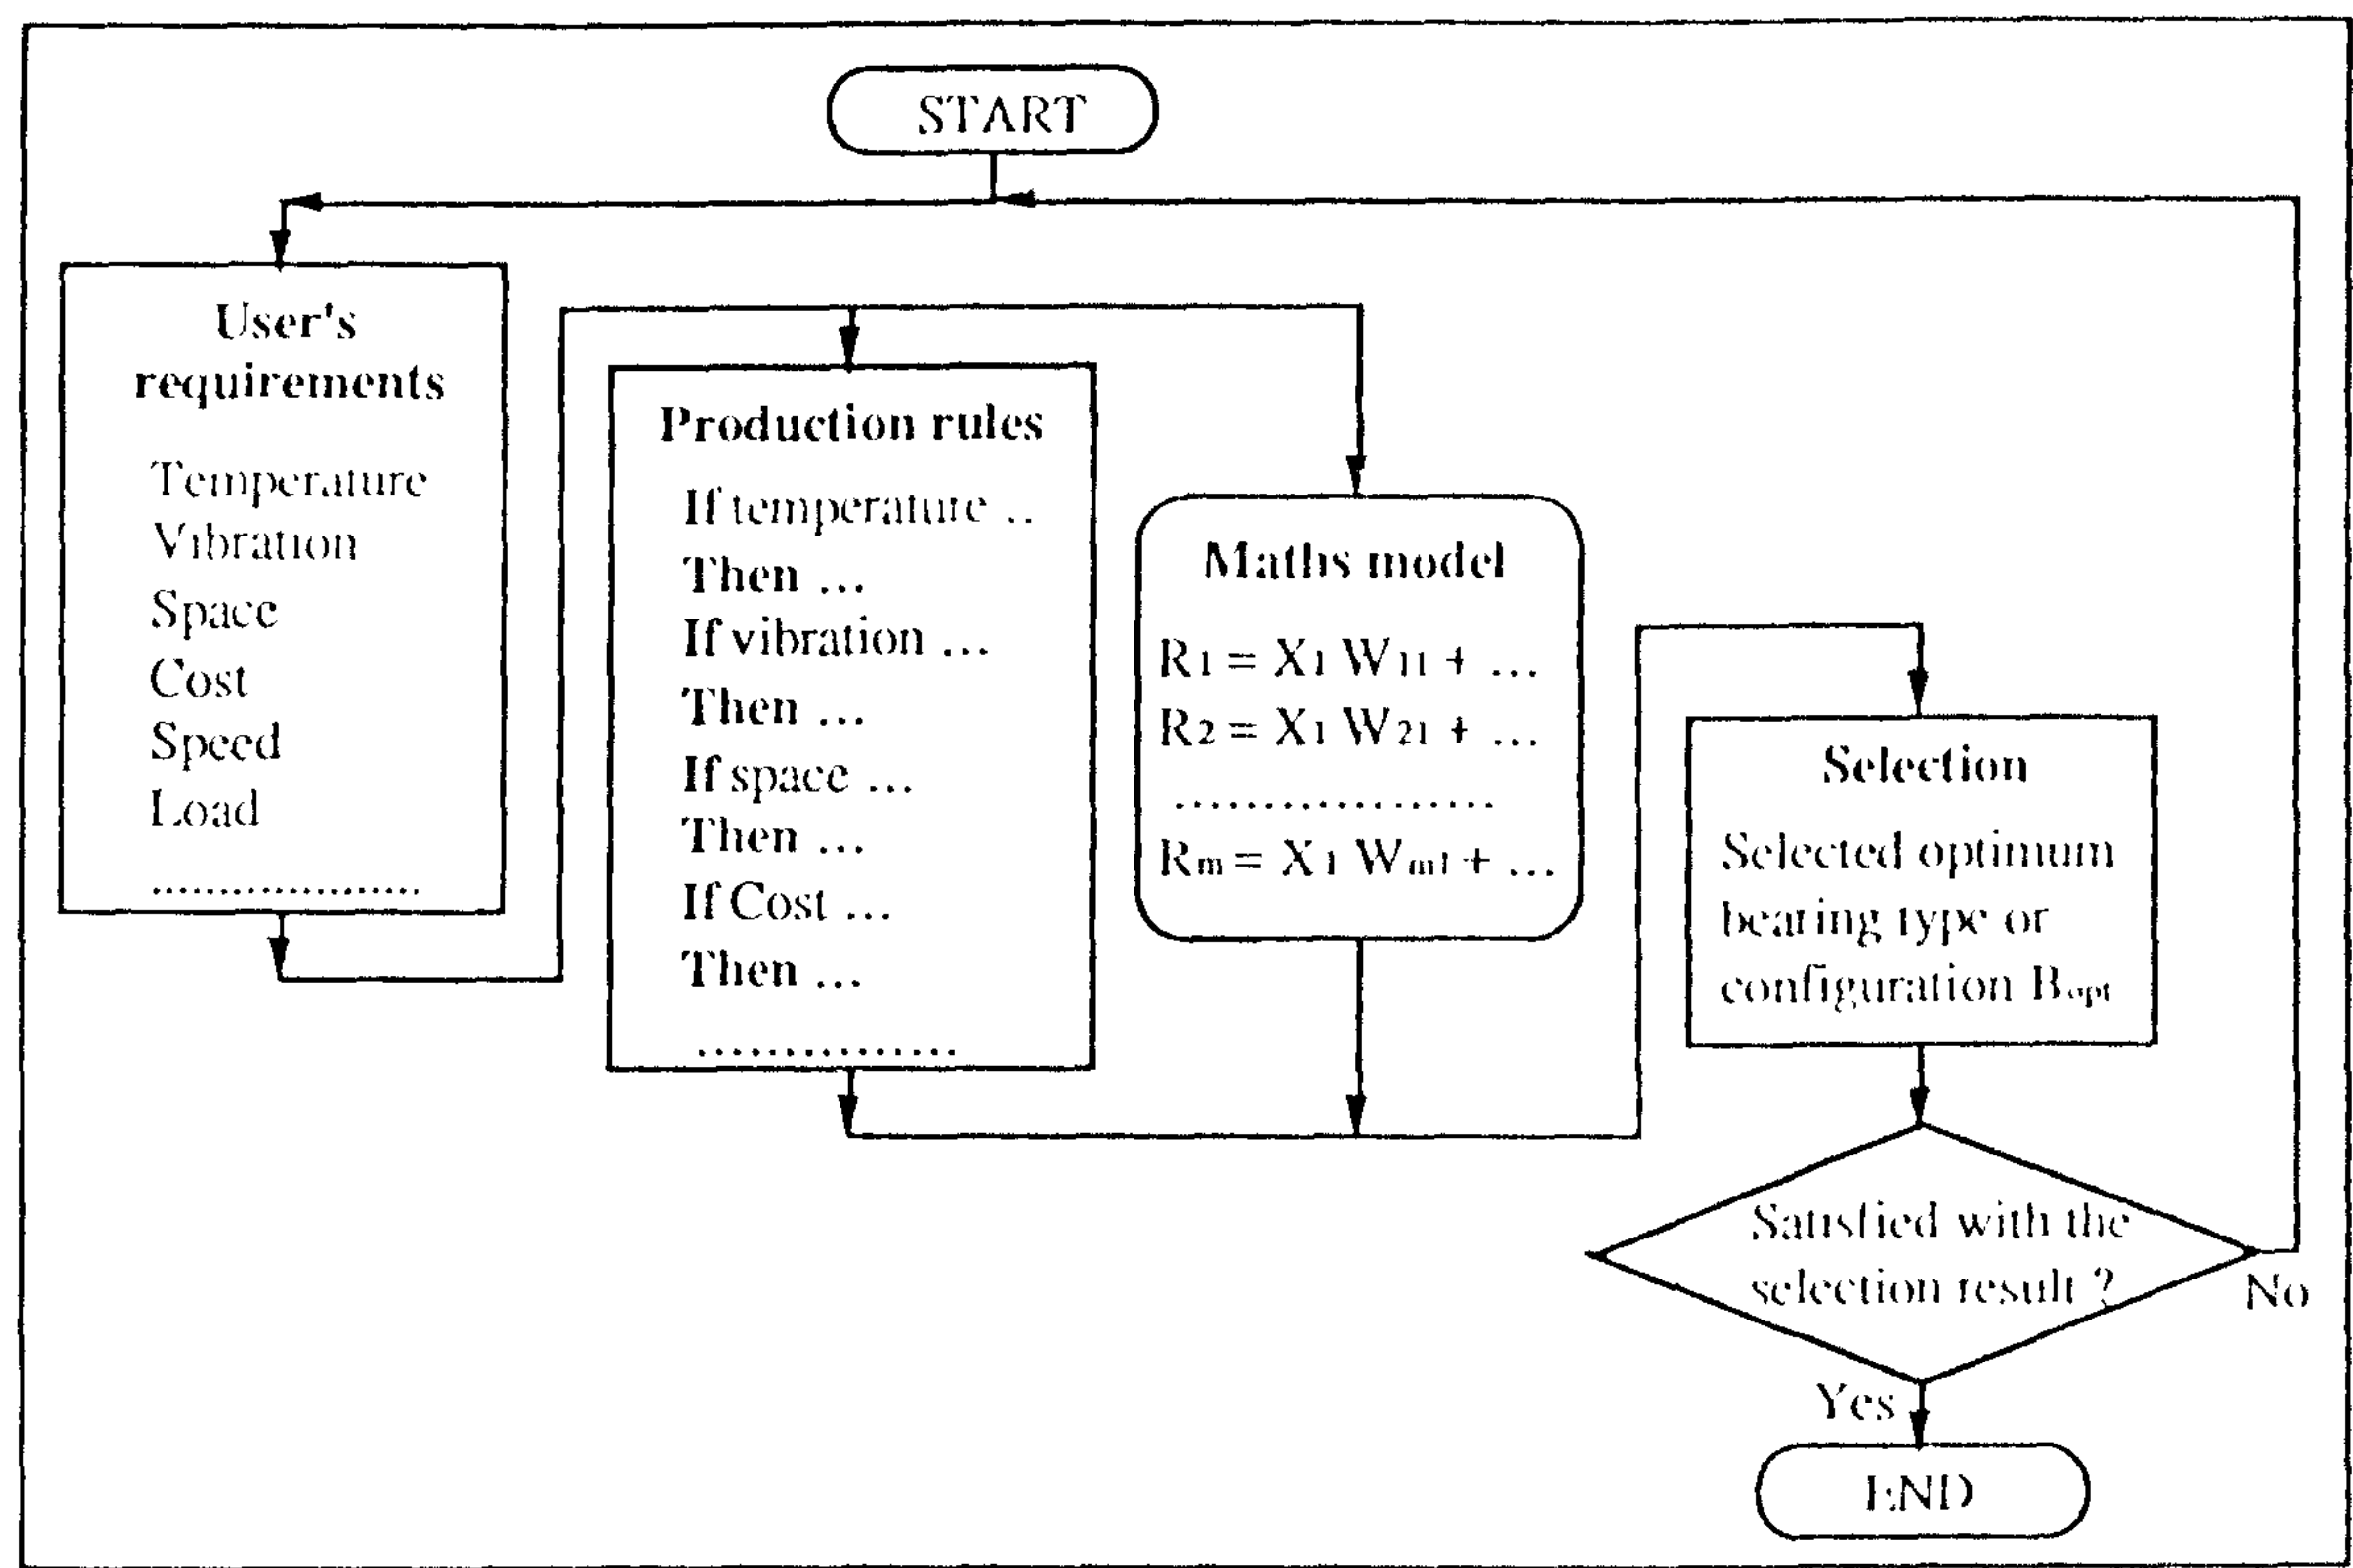 START
User's
requirements
Temperature
Vibration
Space
Cost
Speed
Load
...................
Production rules
If temperature ..
Then ...
If vibration ...
Then ...
If space ...
Then ...
If Cost ...
Then ...
...............
Maths model
R1 = X1 W11 + ...
R2 = X1 W21 + ...
...................
Rm = X1 Wm1 + ...
Selection
Selected optimum
bearing type or
configuration Bopt
Satisfied with the
selection result ?
No
Yes
END